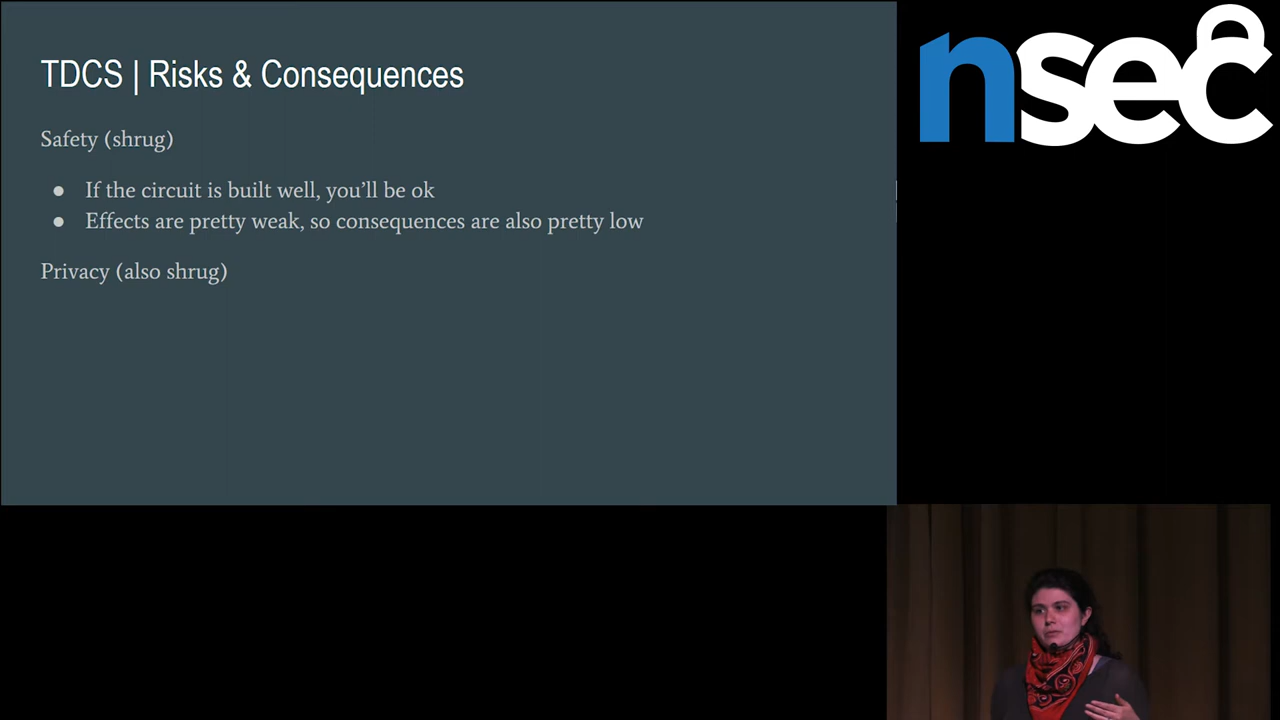 TDCS | Risks & Consequences
nsec
Safety (shrug)
● If the circuit is built well, you’ll be ok
● Effects are pretty weak, so consequences are also pretty low
Privacy (also shrug)